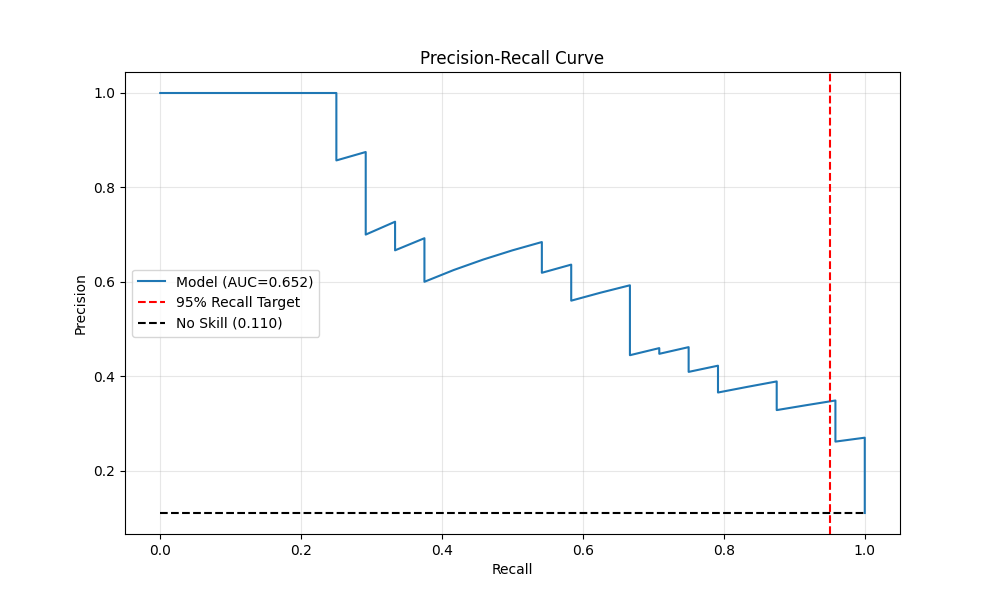 Precision-Recall Curve
Precision
1.0
0.8
0.6
0.4
0.2
Model (AUC=0.652)
95% Recall Target
No Skill (0.110)
0.0
0.2
0.4
0.6
0.8
1.0
Recall